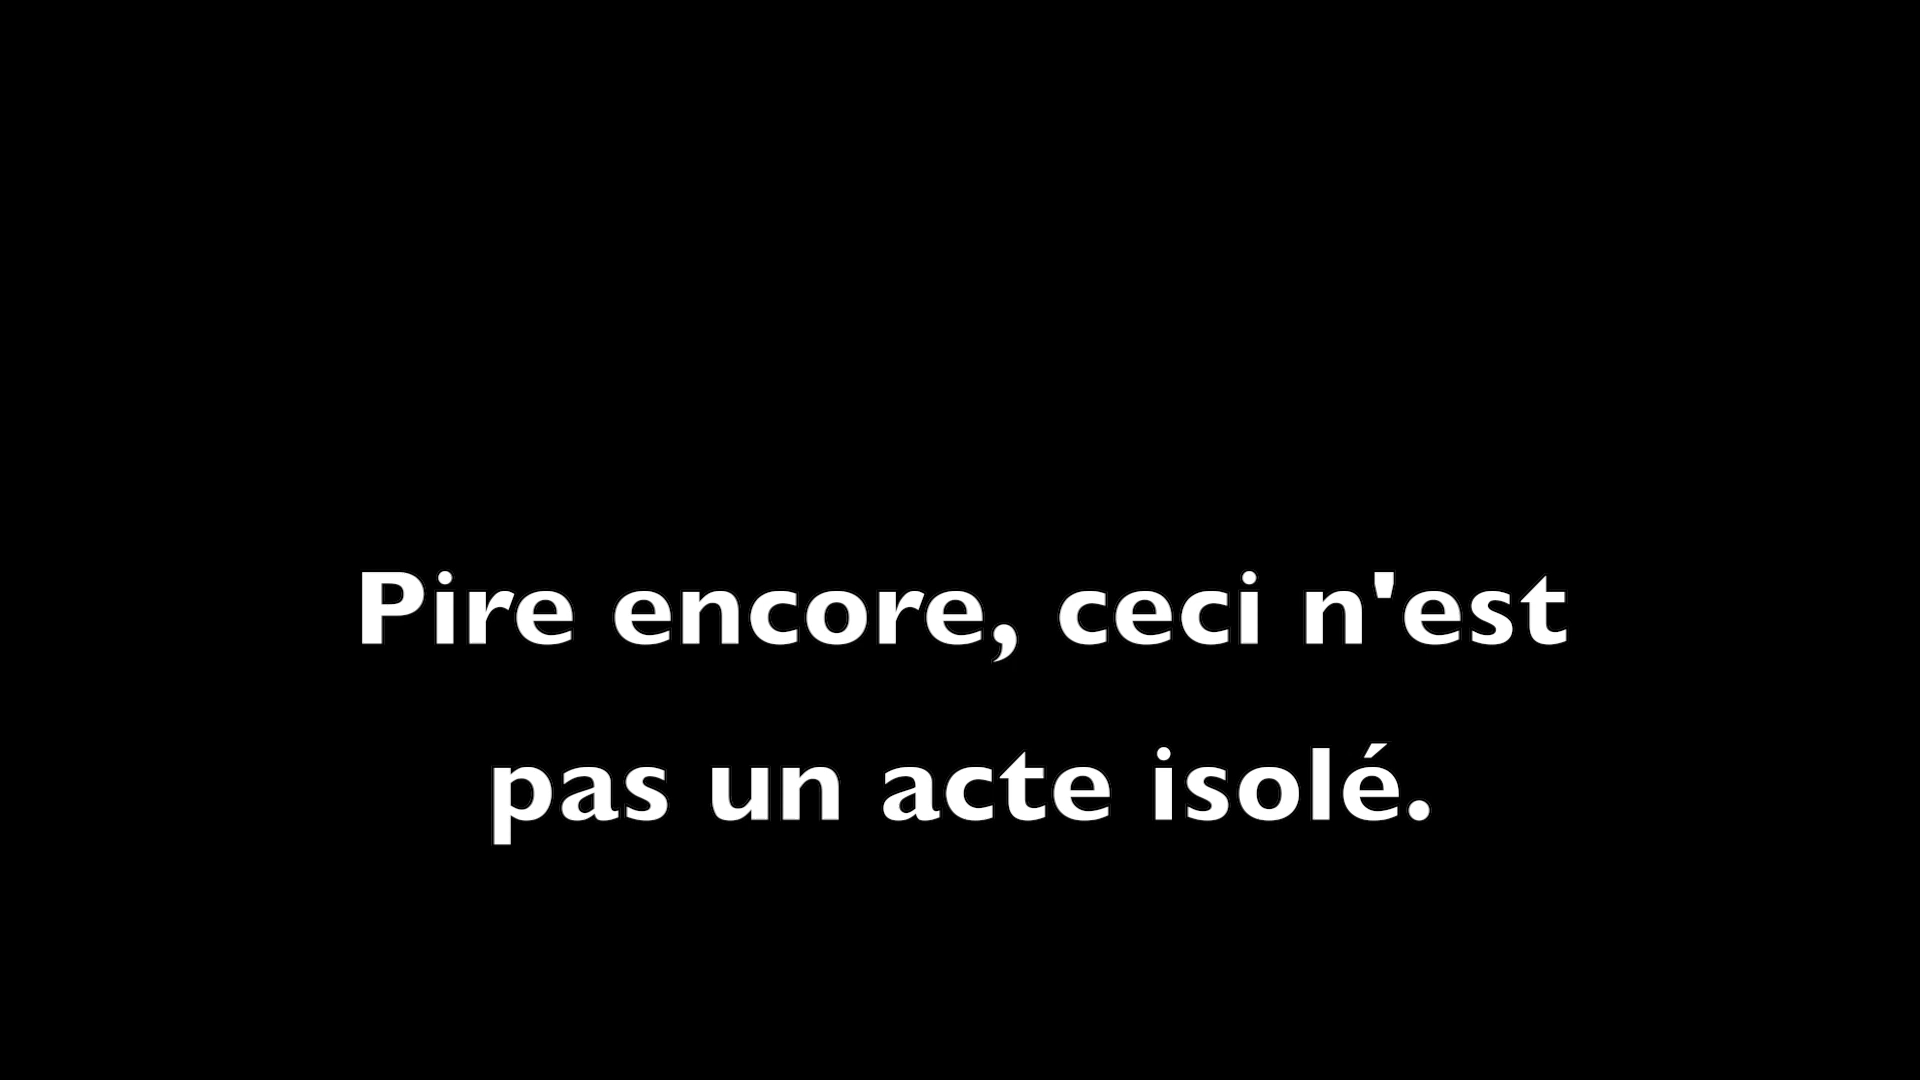 Pire encore, ceci n'est
pas un acte isolé.